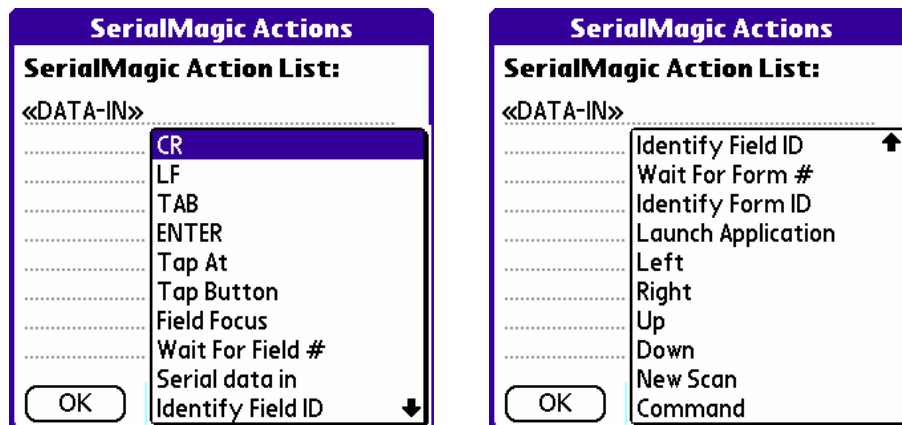 SerialMagic Actions
SerialMagic Action List:
«DATA-IN»
CR
LF
TAB
ENTER
Tap At
Tap Button
Field Focus
Wait For Field #
Serial data in
Identify Field ID
OK
SerialMagic Actions
SerialMagic Action List:
«DATA-IN»
Identify Field ID
Wait For Form #
Identify Form ID
Launch Application
Left
Right
Up
Down
New Scan
Command
OK